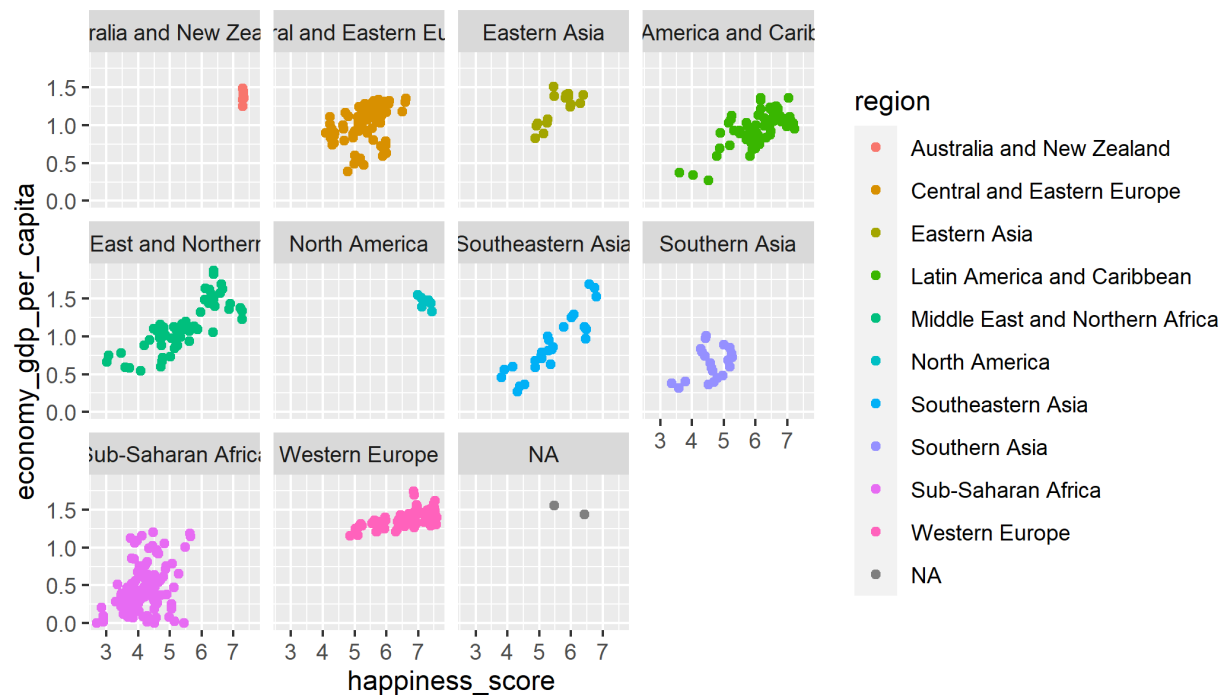 ralia and New Zea
ral and Eastern Eu
Eastern Asia
America and Carib
1.5
1.0
0.5
0.0
East and Northern
North America
Southeastern Asia
Southern Asia
1.5
1.0
0.5
0.0
3 4 5 6 7
Sub-Saharan Africa
Western Europe
NA
1.5
1.0
0.5
0.0
3 4 5 6 7
3 4 5 6 7
3 4 5 6 7
happiness_score
economy_gdp_per_capita
region
Australia and New Zealand
Central and Eastern Europe
Eastern Asia
Latin America and Caribbean
Middle East and Northern Africa
North America
Southeastern Asia
Southern Asia
Sub-Saharan Africa
Western Europe
NA